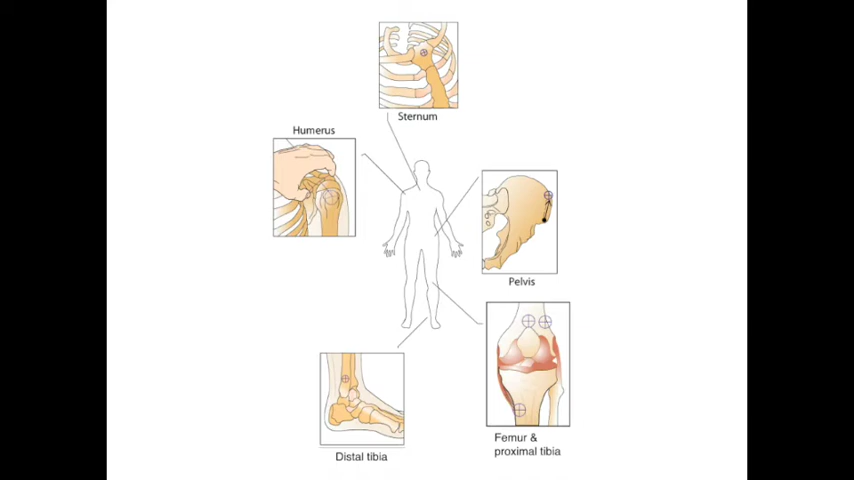 Sternum
Humerus
Pelvis
Femur &
proximal tibia
Distal tibia